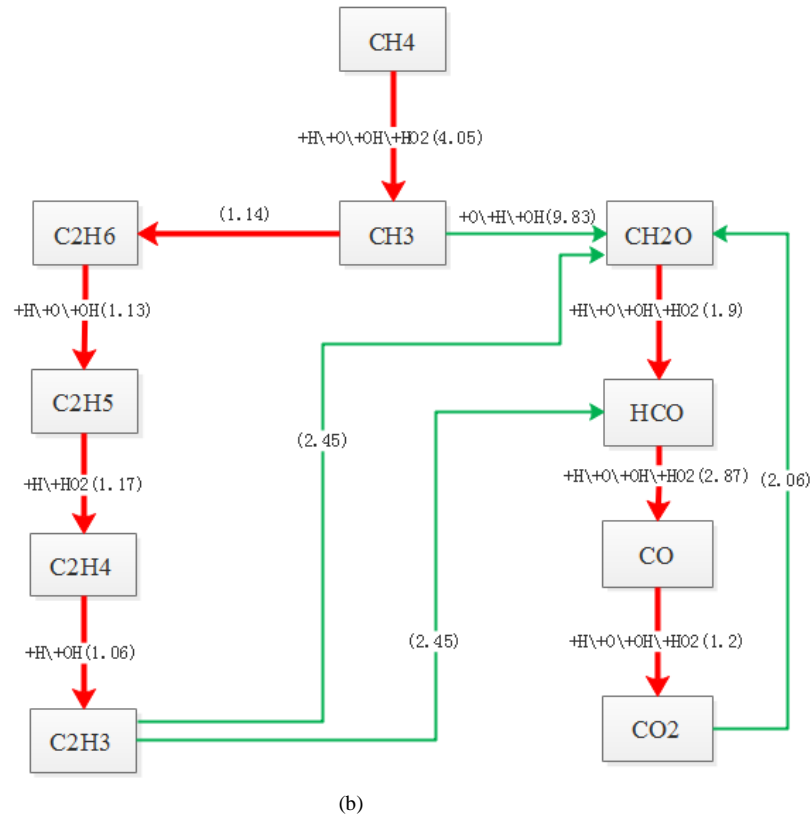 CH4
+H\+O\+OH\+HO2(4.05)
(1.14)
+O\+H\+OH(9.83)
C2H6
CH3
CH2O
+H\+O\+OH(1.13)
+H\+O\+OH\+HO2(1.9)
C2H5
HCO
(2.45)
+H\+HO2(1.17)
+H\+O\+OH\+HO2(2.87)
(2.06)
C2H4
CO
+H\+OH(1.06)
(2.45)
+H\+O\+OH\+HO2(1.2)
C2H3
CO2
(b)